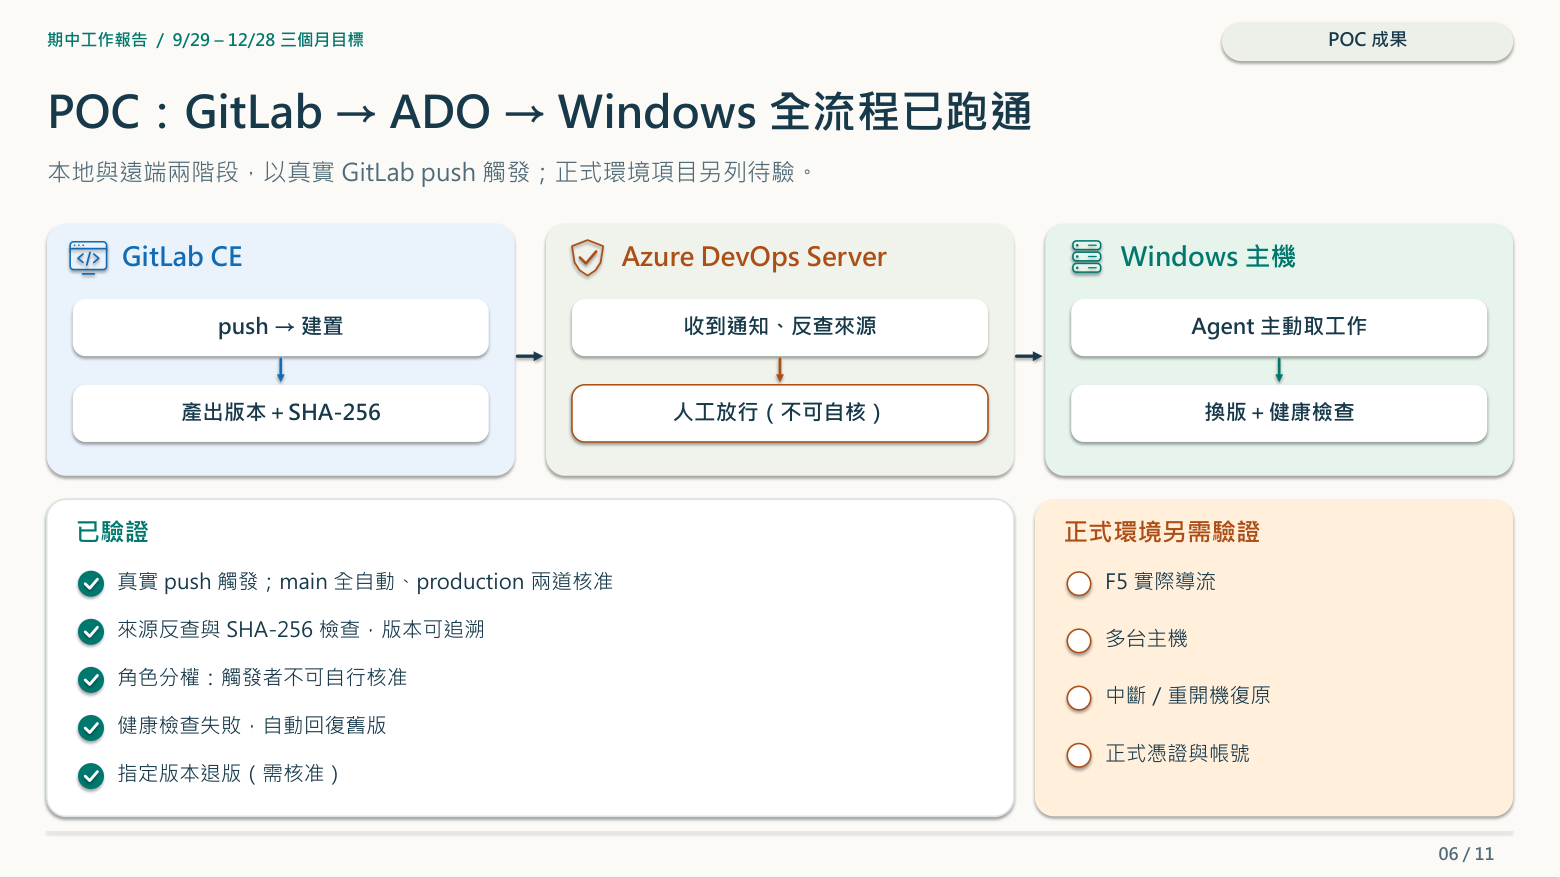 期中工作報告 / 9/29 – 12/28 三個月目標
POC 成果
POC：GitLab → ADO → Windows 全流程已跑通
本地與遠端兩階段，以真實 GitLab push 觸發；正式環境項目另列待驗。
GitLab CE
push → 建置
產出版本＋SHA-256
Azure DevOps Server
收到通知、反查來源
人工放行（不可自核）
Windows 主機
Agent 主動取工作
換版＋健康檢查
已驗證
真實 push 觸發；main 全自動、production 兩道核准
來源反查與 SHA-256 檢查，版本可追溯
角色分權：觸發者不可自行核准
健康檢查失敗，自動回復舊版
指定版本退版（需核准）
正式環境另需驗證
F5 實際導流
多台主機
中斷 / 重開機復原
正式憑證與帳號
06 / 11